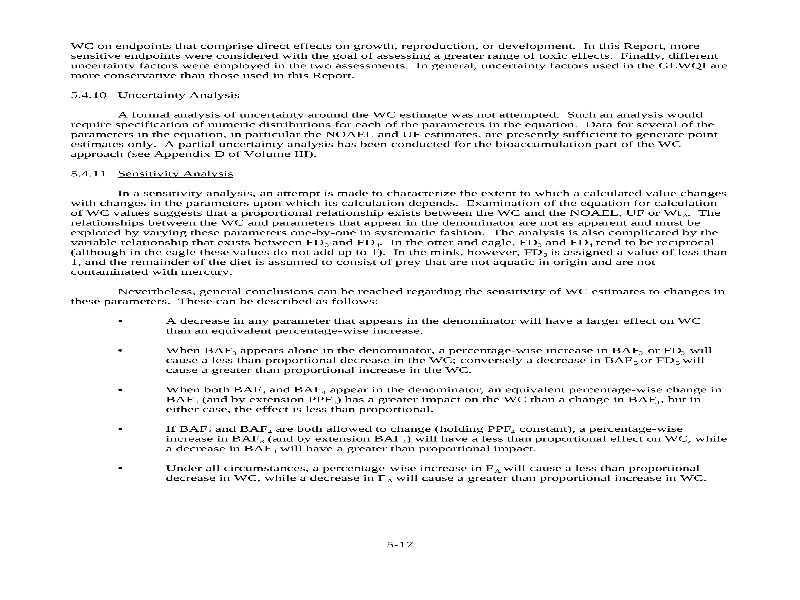 WC on endpoints that comprise direct effects on growth, reproduction, or development. In this Report, more
sensitive endpoints were considered with the goal of assessing a greater range of toxic effects. Finally, different
uncertainty factors were employed in the two assessments. In general, uncertainty factors used in the GLWQI are
more conservative than those used in this Report.
5.4.10 Uncertainty Analysis
A formal analysis of uncertainty around the WC estimate was not attempted. Such an analysis would
require specification of numeric distributions for each of the parameters in the equation. Data for several of the
parameters in the equation, in particular the NOAEL and UF estimates, are presently sufficient to generate point
estimates only. A partial uncertainty analysis has been conducted for the bioaccumulation part of the WC
approach (see Appendix D of Volume III).
5.4.11 Sensitivity Analysis
In a sensitivity analysis, an attempt is made to characterize the extent to which a calculated value changes
with changes in the parameters upon which its calculation depends. Examination of the equation for calculation
of WC values suggests that a proportional relationship exists between the WC and the NOAEL, UF or Wt_A. The
relationships between the WC and parameters that appear in the denominator are not as apparent and must be
explored by varying these parameters one-by-one in systematic fashion. The analysis is also complicated by the
variable relationship that exists between FD₃ and FD₄. In the otter and eagle, FD₃ and FD₄ tend to be reciprocal
(although in the eagle these values do not add up to 1). In the mink, however, FD₃ is assigned a value of less than
1, and the remainder of the diet is assumed to consist of prey that are not aquatic in origin and are not
contaminated with mercury.
Nevertheless, general conclusions can be reached regarding the sensitivity of WC estimates to changes in
these parameters. These can be described as follows:
• A decrease in any parameter that appears in the denominator will have a larger effect on WC
than an equivalent percentage-wise increase.
• When BAF₃ appears alone in the denominator, a percentage-wise increase in BAF₃ or FD₃ will
cause a less than proportional decrease in the WC; conversely a decrease in BAF₃ or FD₃ will
cause a greater than proportional increase in the WC.
• When both BAF₃ and BAF₄ appear in the denominator, an equivalent percentage-wise change in
BAF₄ (and by extension PPF₄) has a greater impact on the WC than a change in BAF₃, but in
either case, the effect is less than proportional.
• If BAF₃ and BAF₄ are both allowed to change (holding PPF₄ constant), a percentage-wise
increase in BAF₃ (and by extension BAF₄) will have a less than proportional effect on WC, while
a decrease in BAF₃ will have a greater than proportional impact.
• Under all circumstances, a percentage-wise increase in F_A will cause a less than proportional
decrease in WC, while a decrease in F_A will cause a greater than proportional increase in WC.
5-17